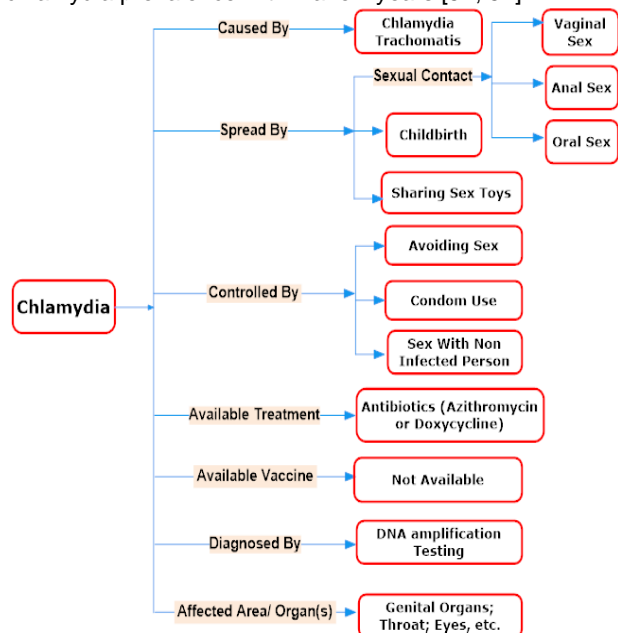 Caused By
Chlamydia
Trachomatis
Vaginal
Sex
Sexual Contact
Anal Sex
Spread By
Childbirth
Oral Sex
Sharing Sex Toys
Avoiding Sex
Chlamydia
Controlled By
Condom Use
Sex With Non
Infected Person
Available Treatment
Antibiotics (Azithromycin
or Doxycycline)
Available Vaccine
Not Available
Diagnosed By
DNA amplification
Testing
Affected Area/ Organ(s)
Genital Organs;
Throat; Eyes, etc.